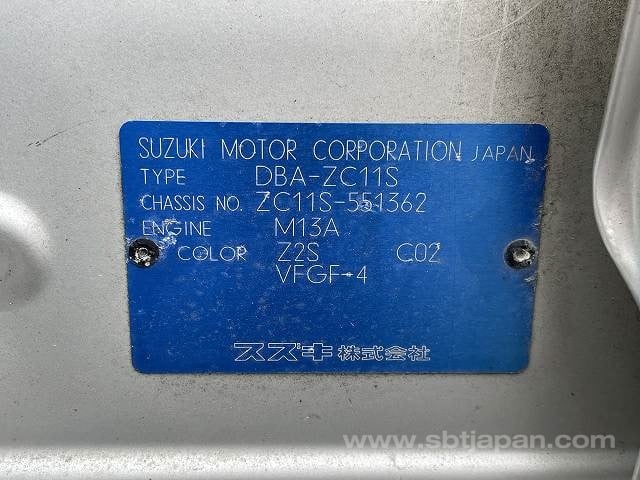 SUZUKI MOTOR CORPORATION JAPAN
TYPE DBA-ZC11S
CHASSIS NO. ZC11S-551362
ENGINE M13A
COLOR Z2S C02
VFGF-4
スズキ株式会社
www.sbtjapan.com